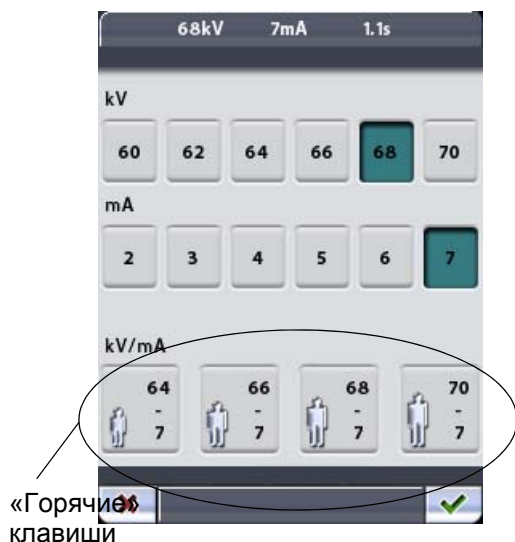 68kV 7mA 1.1s
kV
60 62 64 66 68 70
mA
2 3 4 5 6 7
kV/mA
64 66 68 70
- - - -
7 7 7 7
«Горячие»
клавиши